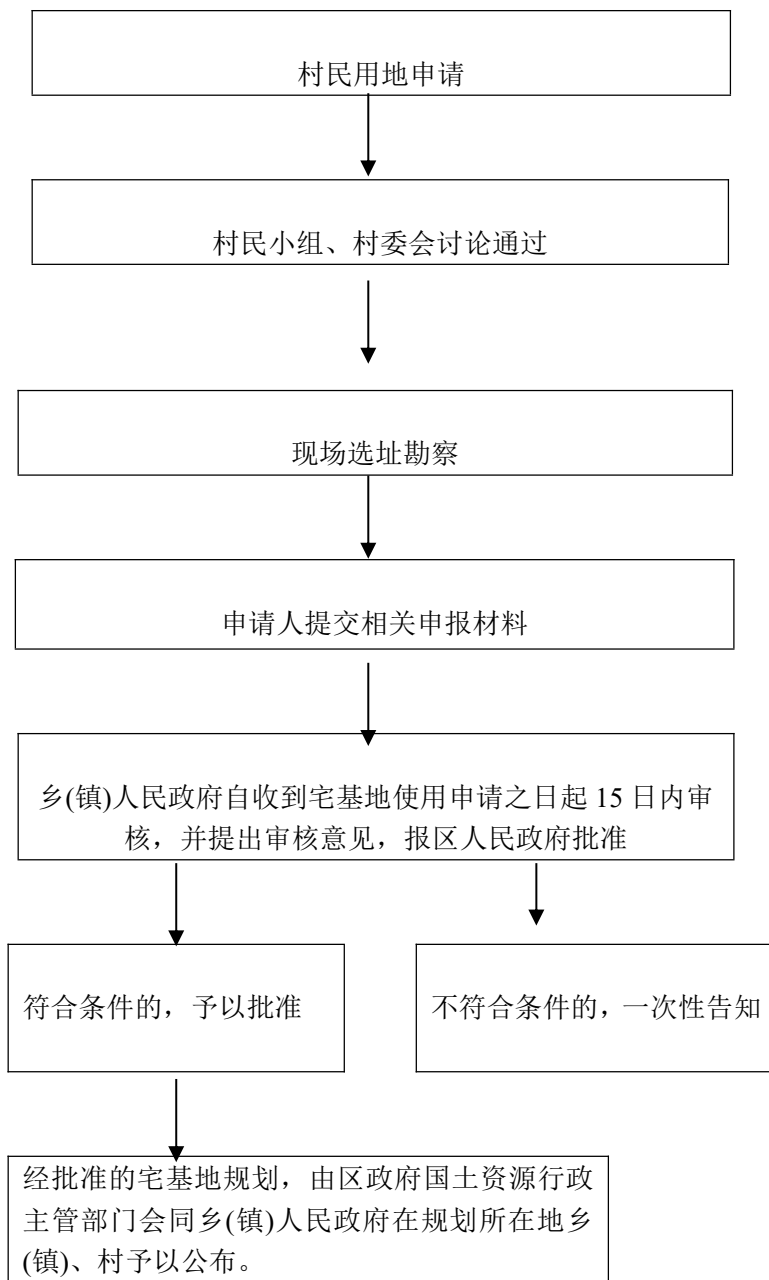 村民用地申请
村民小组、村委会讨论通过
现场选址勘察
申请人提交相关申报材料
乡(镇)人民政府自收到宅基地使用申请之日起 15 日内审
核，并提出审核意见，报区人民政府批准
符合条件的，予以批准
不符合条件的，一次性告知
经批准的宅基地规划，由区政府国土资源行政
主管部门会同乡(镇)人民政府在规划所在地乡
(镇)、村予以公布。